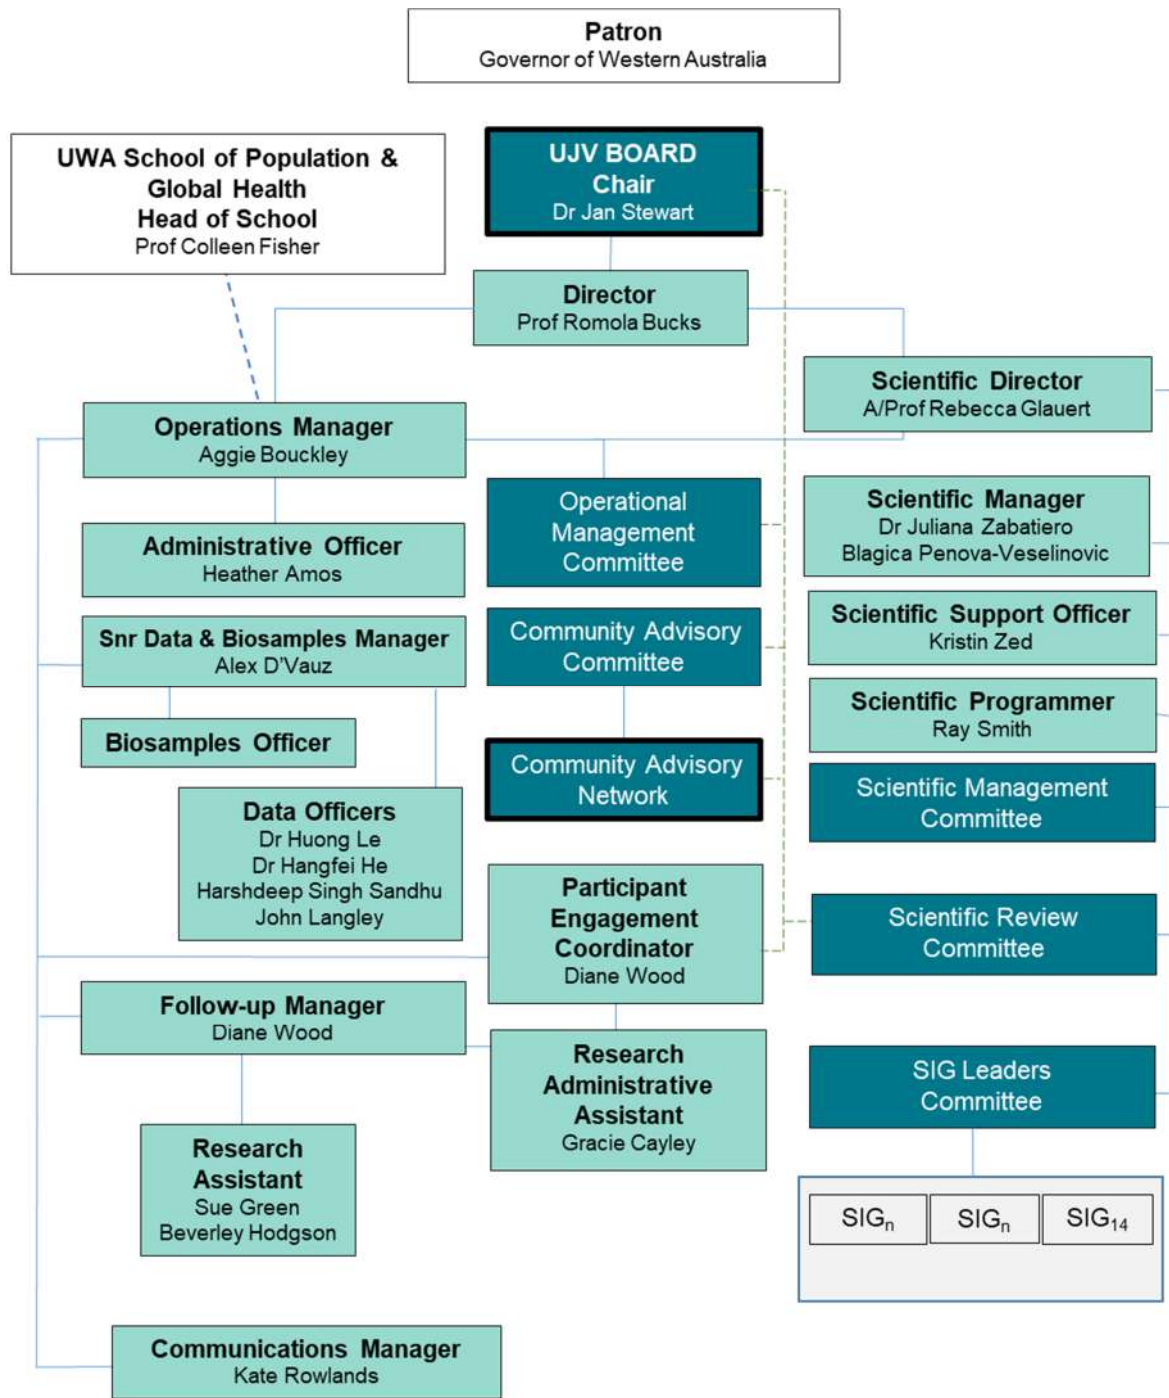 Patron
Governor of Western Australia
UWA School of Population &
Global Health
Head of School
Prof Colleen Fisher
UJV BOARD
Chair
Dr Jan Stewart
Director
Prof Romola Bucks
Scientific Director
A/Prof Rebecca Glauert
Operations Manager
Aggie Bouckley
Operational
Management
Committee
Scientific Manager
Dr Juliana Zabatiero
Blagica Penova-Veselinovic
Administrative Officer
Heather Amos
Snr Data & Biosamples Manager
Alex D'Vauz
Community Advisory
Committee
Scientific Support Officer
Kristin Zed
Scientific Programmer
Ray Smith
Biosamples Officer
Community Advisory
Network
Scientific Management
Committee
Data Officers
Dr Huong Le
Dr Hangfei He
Harshdeep Singh Sandhu
John Langley
Participant
Engagement
Coordinator
Diane Wood
Scientific Review
Committee
Follow-up Manager
Diane Wood
Research
Administrative
Assistant
Gracie Cayley
SIG Leaders
Committee
Research
Assistant
Sue Green
Beverley Hodgson
SIGn
SIGn
SIG14
Communications Manager
Kate Rowlands